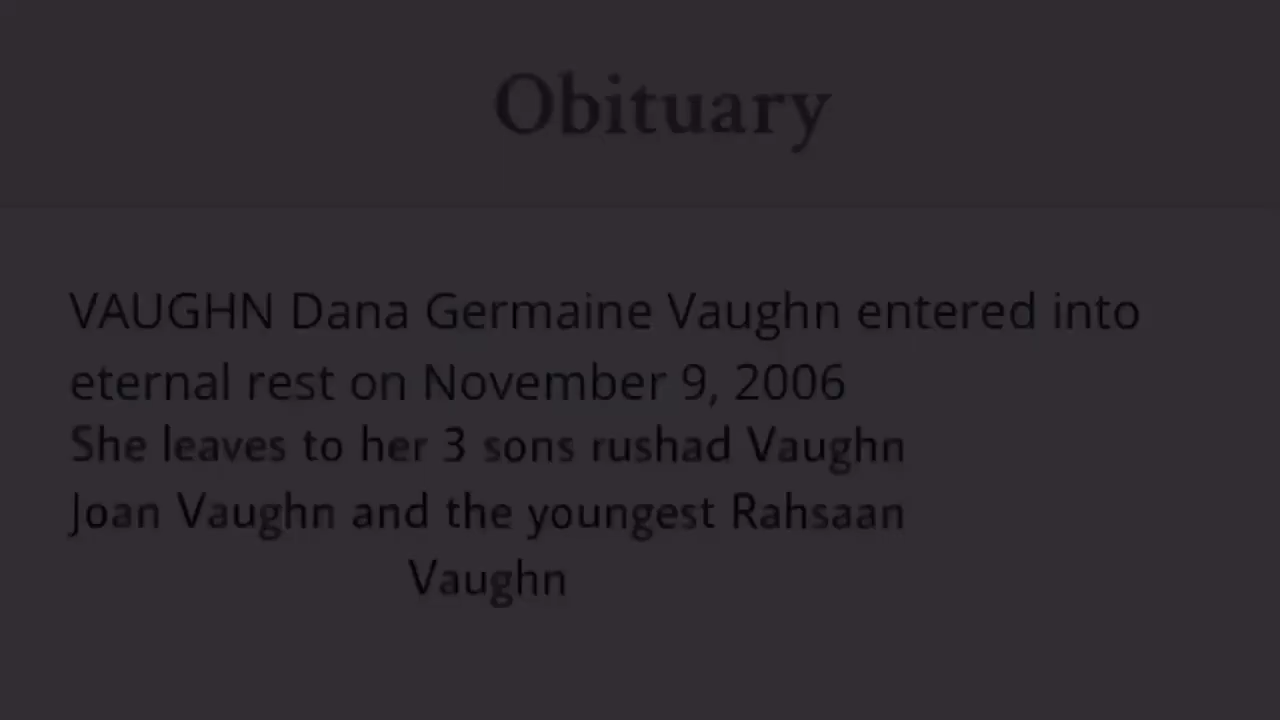 Obituary
VAUGHN Dana Germaine Vaughn entered into
eternal rest on November 9, 2006
She leaves to her 3 sons rushad Vaughn
Joan Vaughn and the youngest Rahsaan
Vaughn